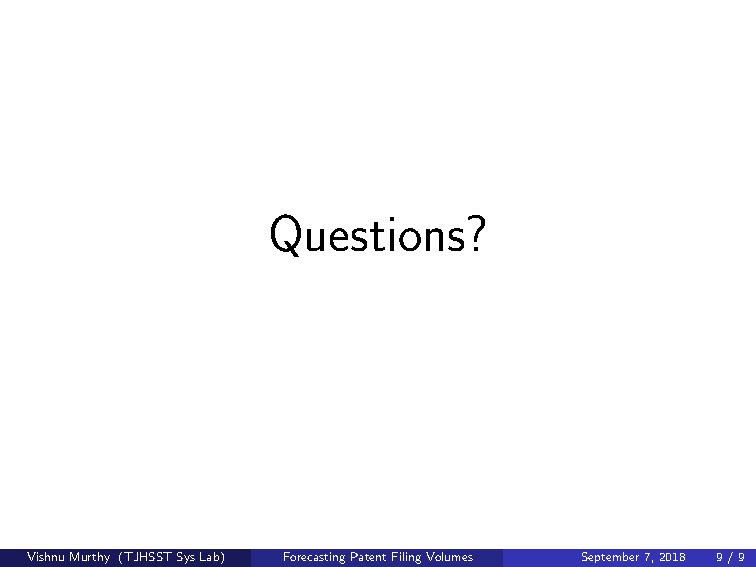 Questions?
Vishnu Murthy (TJHSST Sys Lab) Forecasting Patent Filing Volumes September 7, 2018 9 / 9